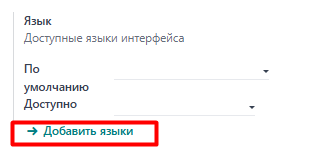 Язык
Доступные языки интерфейса
По
умолчанию
Доступно
→ Добавить языки